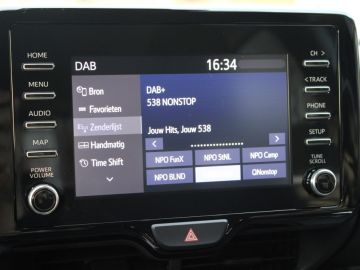 DAB
16:34
HOME
MENU
AUDIO
MAP
POWER
VOLUME
Bron
Favorieten
Zenderlijst
Handmatig
Time Shift
DAB+
538 NONSTOP
Jouw Hits, Jouw 538
NPO FunX
NPO StNL
NPO Camp
NPO BLND
QNonstop
CH >
< TRACK
PHONE
SETUP
TUNE
SCROLL